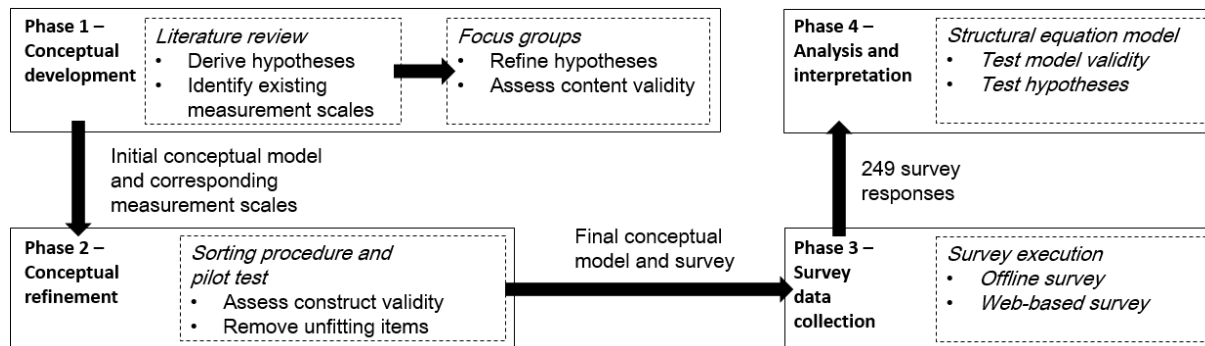 Phase 1 –
Conceptual
development
Literature review
• Derive hypotheses
• Identify existing
measurement scales
Focus groups
• Refine hypotheses
• Assess content validity
Initial conceptual model
and corresponding
measurement scales
Phase 2 –
Conceptual
refinement
Sorting procedure and
pilot test
• Assess construct validity
• Remove unfitting items
Final conceptual
model and survey
Phase 3 –
Survey
data
collection
Survey execution
• Offline survey
• Web-based survey
249 survey
responses
Phase 4 –
Analysis and
interpretation
Structural equation model
• Test model validity
• Test hypotheses